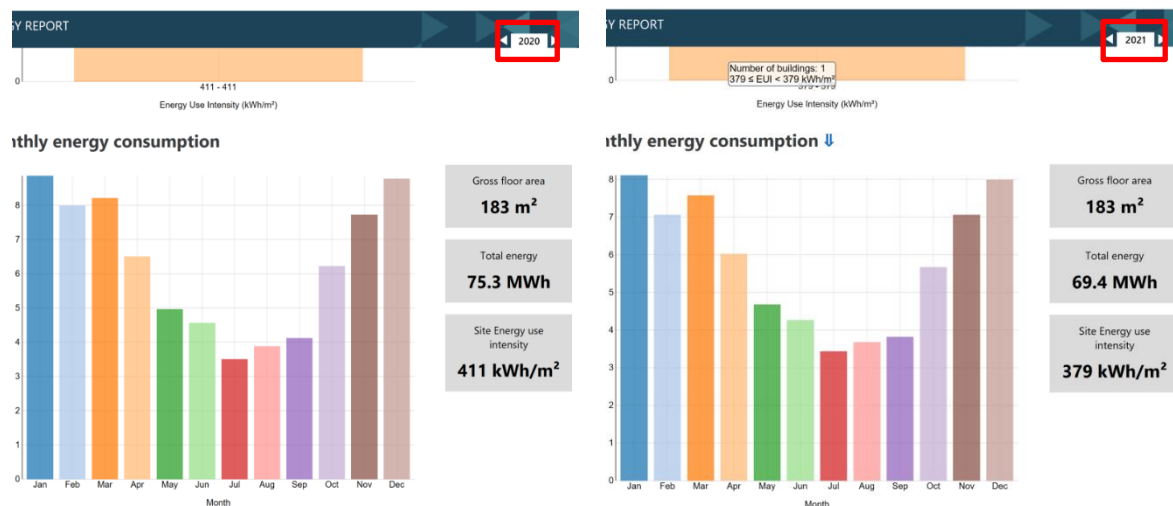 SY REPORT
2020
0
411 - 411
Energy Use Intensity (kWh/m²)
nthly energy consumption
8
7
6
5
4
3
2
1
0
Jan Feb Mar Apr May Jun Jul Aug Sep Oct Nov Dec
Month
Gross floor area
183 m²
Total energy
75.3 MWh
Site Energy use
intensity
411 kWh/m²
SY REPORT
2021
0
Number of buildings: 1
379 ≤ EUI < 379 kWh/m²
379 - 379
Energy Use Intensity (kWh/m²)
nthly energy consumption ⇓
8
7
6
5
4
3
2
1
0
Jan Feb Mar Apr May Jun Jul Aug Sep Oct Nov Dec
Month
Gross floor area
183 m²
Total energy
69.4 MWh
Site Energy use
intensity
379 kWh/m²